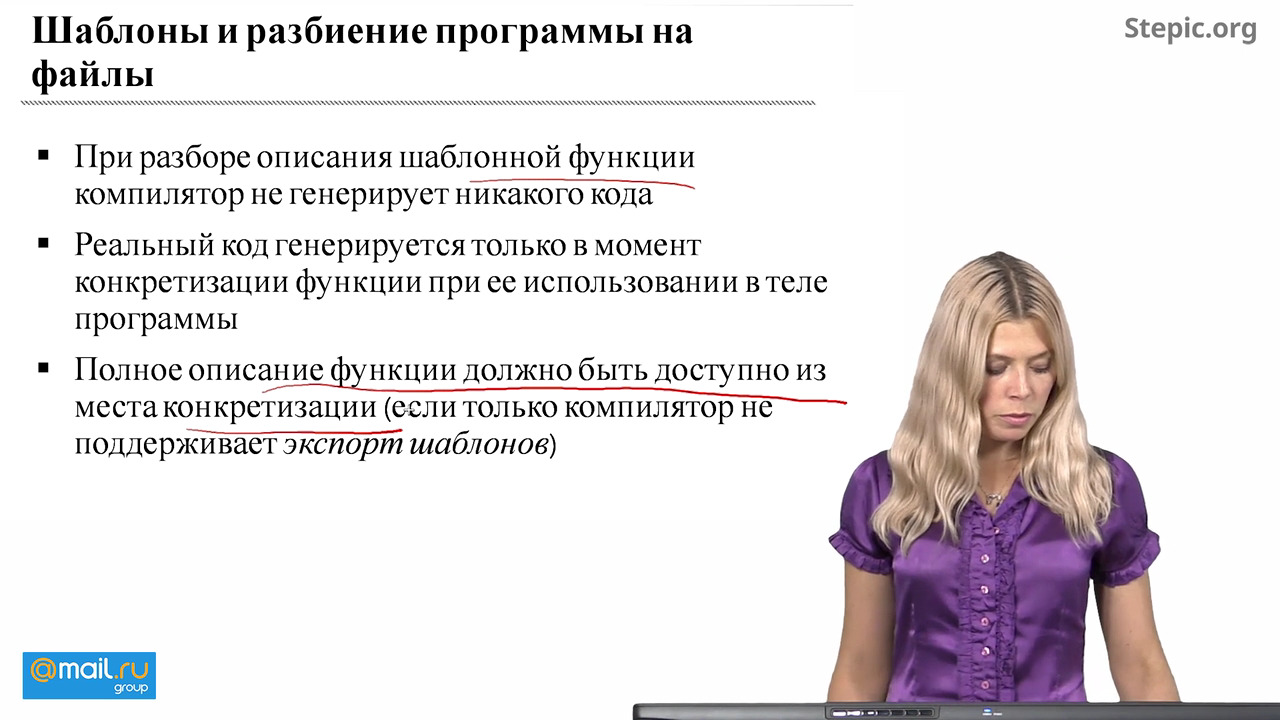 Шаблоны и разбиение программы на
файлы
Stepic.org
При разборе описания шаблонной функции
компилятор не генерирует никакого кода
Реальный код генерируется только в момент
конкретизации функции при ее использовании в теле
программы
Полное описание функции должно быть доступно из
места конкретизации (если только компилятор не
поддерживает экспорт шаблонов)
@mail.ru
group